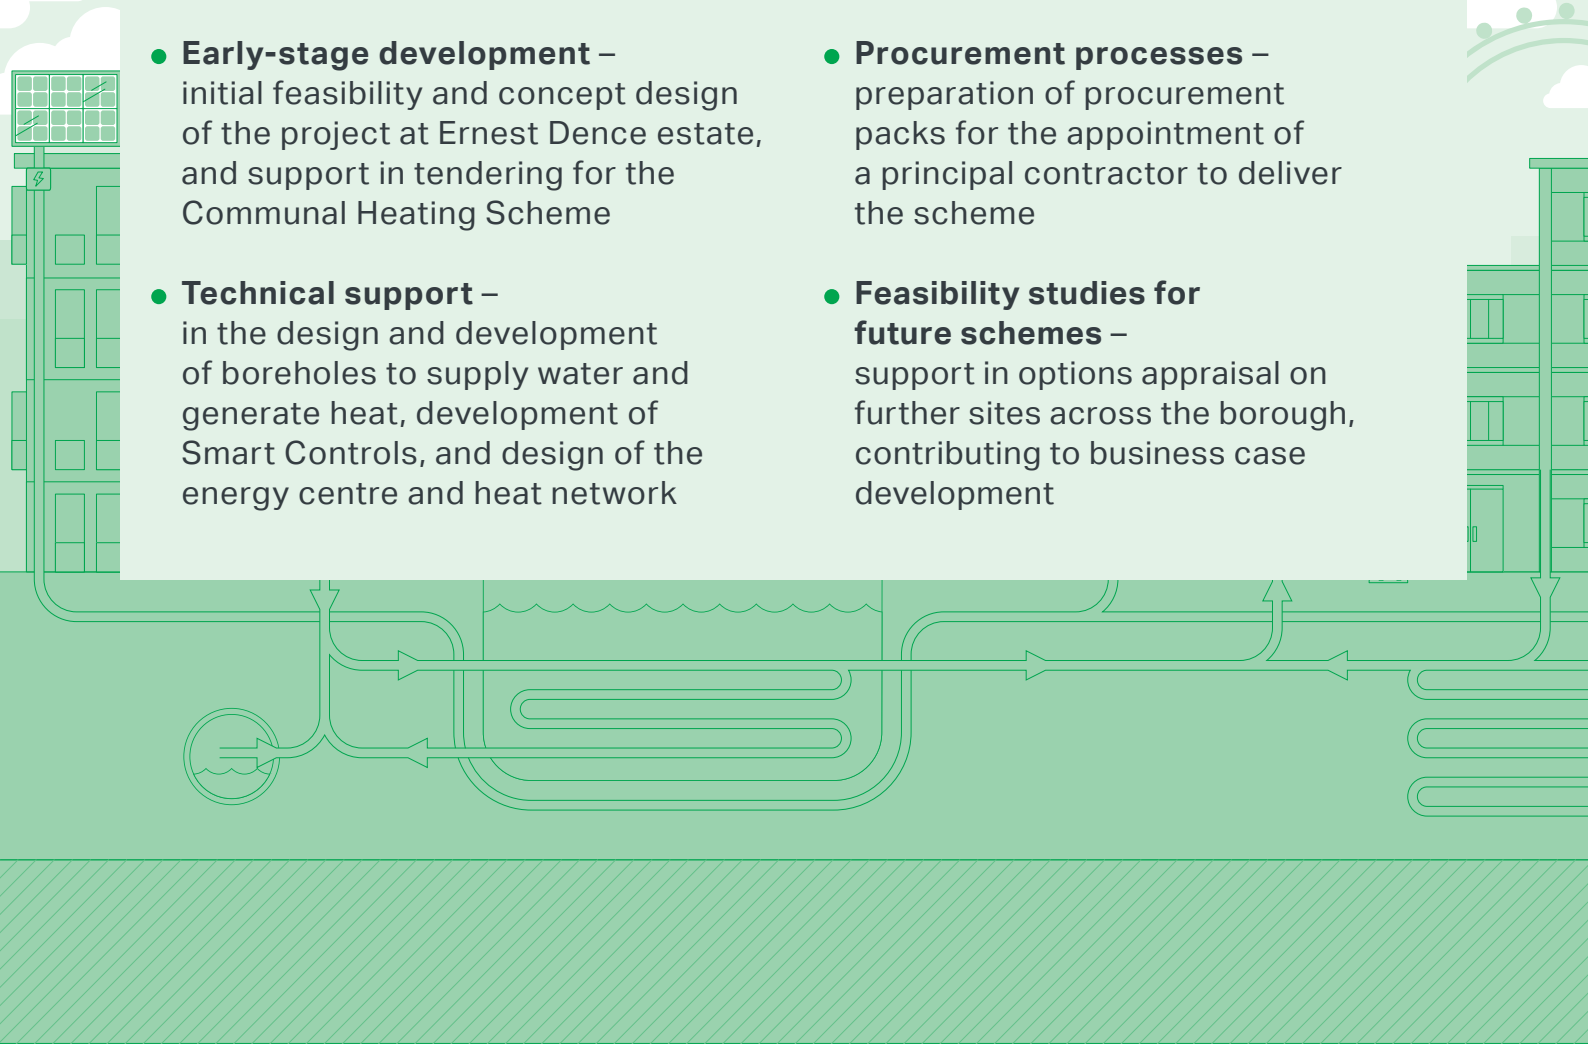 Early-stage development –
initial feasibility and concept design
of the project at Ernest Dence estate,
and support in tendering for the
Communal Heating Scheme
Technical support –
in the design and development
of boreholes to supply water and
generate heat, development of
Smart Controls, and design of the
energy centre and heat network
Procurement processes –
preparation of procurement
packs for the appointment of
a principal contractor to deliver
the scheme
Feasibility studies for
future schemes –
support in options appraisal on
further sites across the borough,
contributing to business case
development